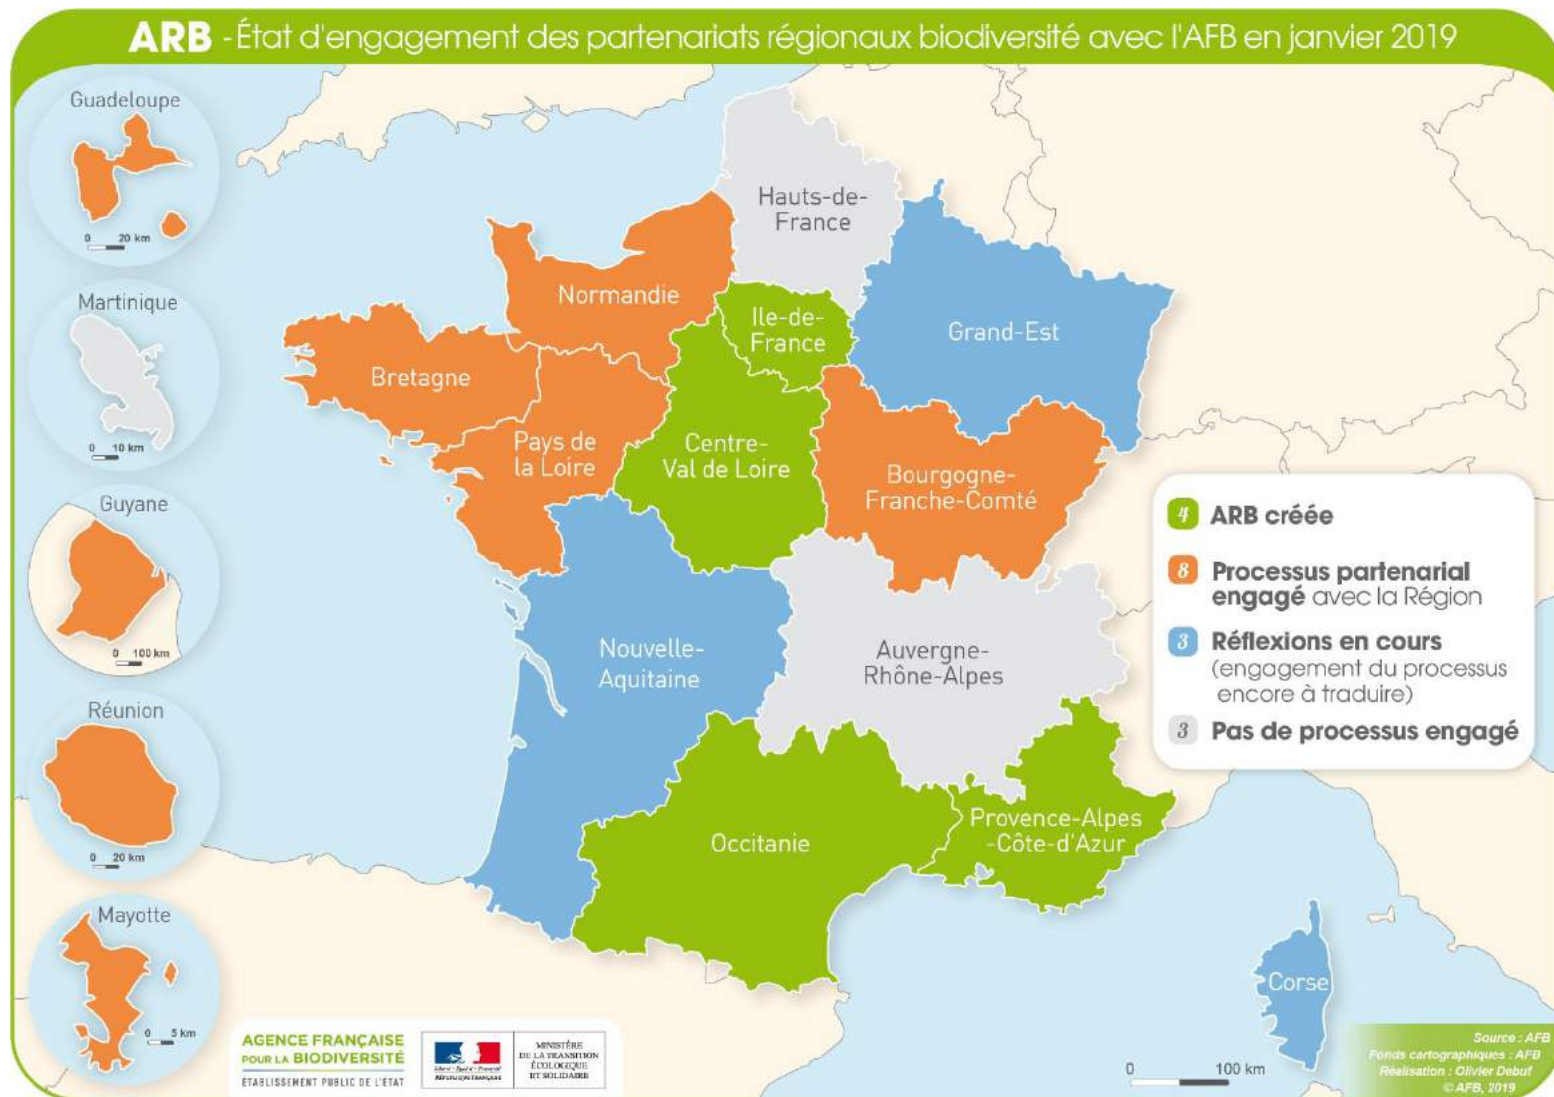 ARB - État d'engagement des partenariats régionaux biodiversité avec l'AFB en janvier 2019
Guadeloupe
0 20 km
Martinique
0 10 km
Guyane
0 100 km
Réunion
0 20 km
Mayotte
0 5 km
Hauts-de-
France
Normandie
Ile-de-
France
Grand-Est
Bretagne
Pays de
la Loire
Centre-
Val de Loire
Bourgogne-
Franche-Comté
Nouvelle-
Aquitaine
Auvergne-
Rhône-Alpes
Occitanie
Provence-Alpes
-Côte-d'Azur
Corse
4 ARB créée
8 Processus partenarial
engagé avec la Région
3 Réflexions en cours
(engagement du processus
encore à traduire)
3 Pas de processus engagé
AGENCE FRANÇAISE
POUR LA BIODIVERSITÉ
ÉTABLISSEMENT PUBLIC DE L'ÉTAT
Liberté • Égalité • Fraternité
RÉPUBLIQUE FRANÇAISE
MINISTÈRE
DE LA TRANSITION
ÉCOLOGIQUE
ET SOLIDAIRE
0 100 km
Source : AFB
Fonds cartographiques : AFB
Réalisation : Olivier Debuf
© AFB, 2019